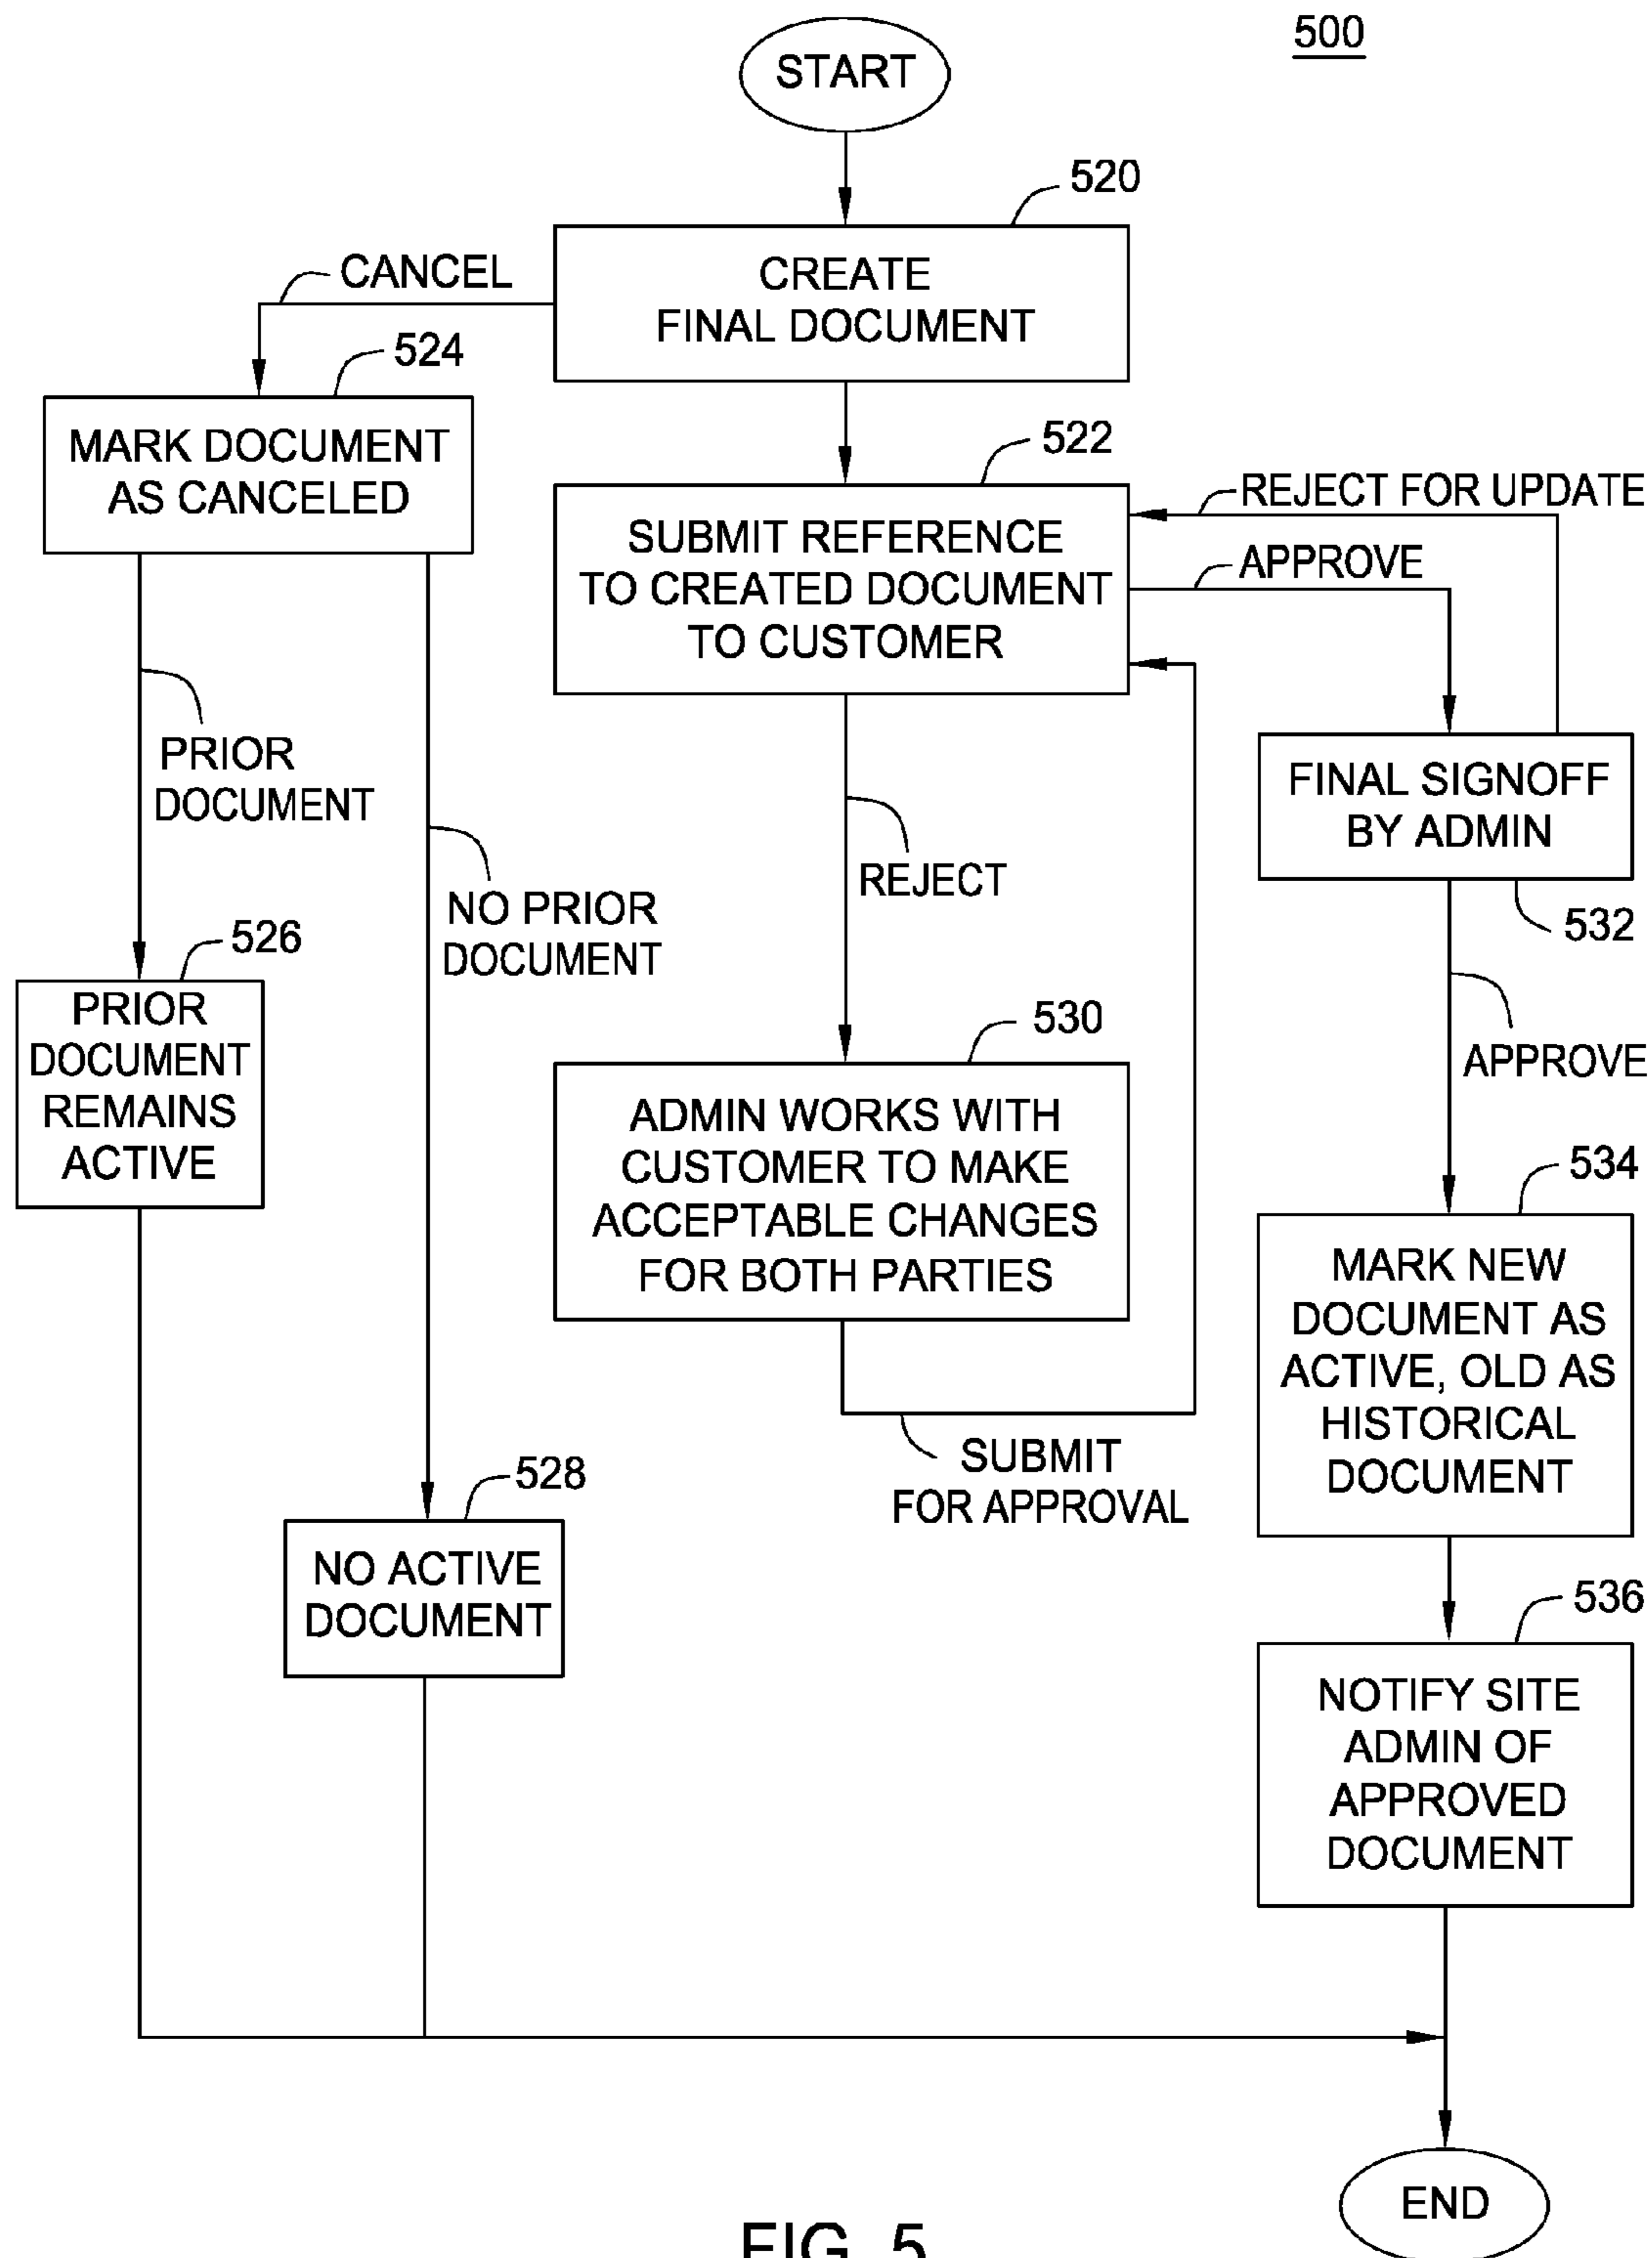 500
START
520
CREATE
FINAL DOCUMENT
CANCEL
524
MARK DOCUMENT
AS CANCELED
522
SUBMIT REFERENCE
TO CREATED DOCUMENT
TO CUSTOMER
REJECT FOR UPDATE
APPROVE
PRIOR
DOCUMENT
NO PRIOR
DOCUMENT
REJECT
FINAL SIGNOFF
BY ADMIN
532
526
PRIOR
DOCUMENT
REMAINS
ACTIVE
530
ADMIN WORKS WITH
CUSTOMER TO MAKE
ACCEPTABLE CHANGES
FOR BOTH PARTIES
APPROVE
534
MARK NEW
DOCUMENT AS
ACTIVE, OLD AS
HISTORICAL
DOCUMENT
SUBMIT
FOR APPROVAL
528
NO ACTIVE
DOCUMENT
536
NOTIFY SITE
ADMIN OF
APPROVED
DOCUMENT
END
FIG. 5